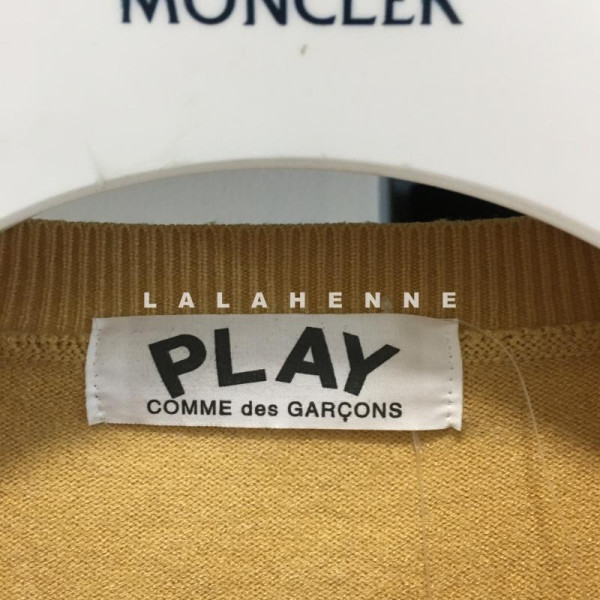 MONCLER
LALAHENNE
PLAY
COMME des GARÇONS